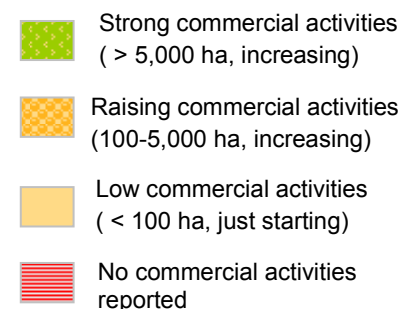 Strong commercial activities
( > 5,000 ha, increasing)
Raising commercial activities
(100-5,000 ha, increasing)
Low commercial activities
( < 100 ha, just starting)
No commercial activities
reported